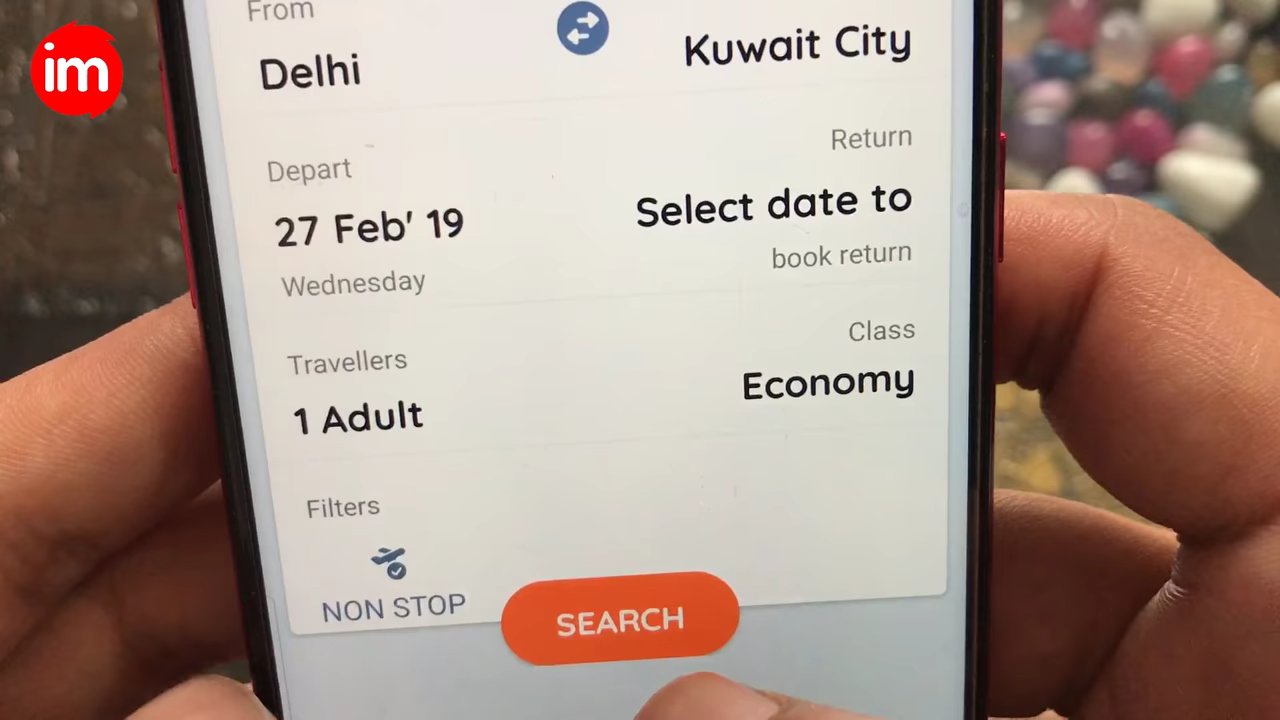 im
From
Delhi
Kuwait City
Depart
Return
27 Feb' 19
Select date to
Wednesday
book return
Travellers
Class
1 Adult
Economy
Filters
NON STOP
SEARCH